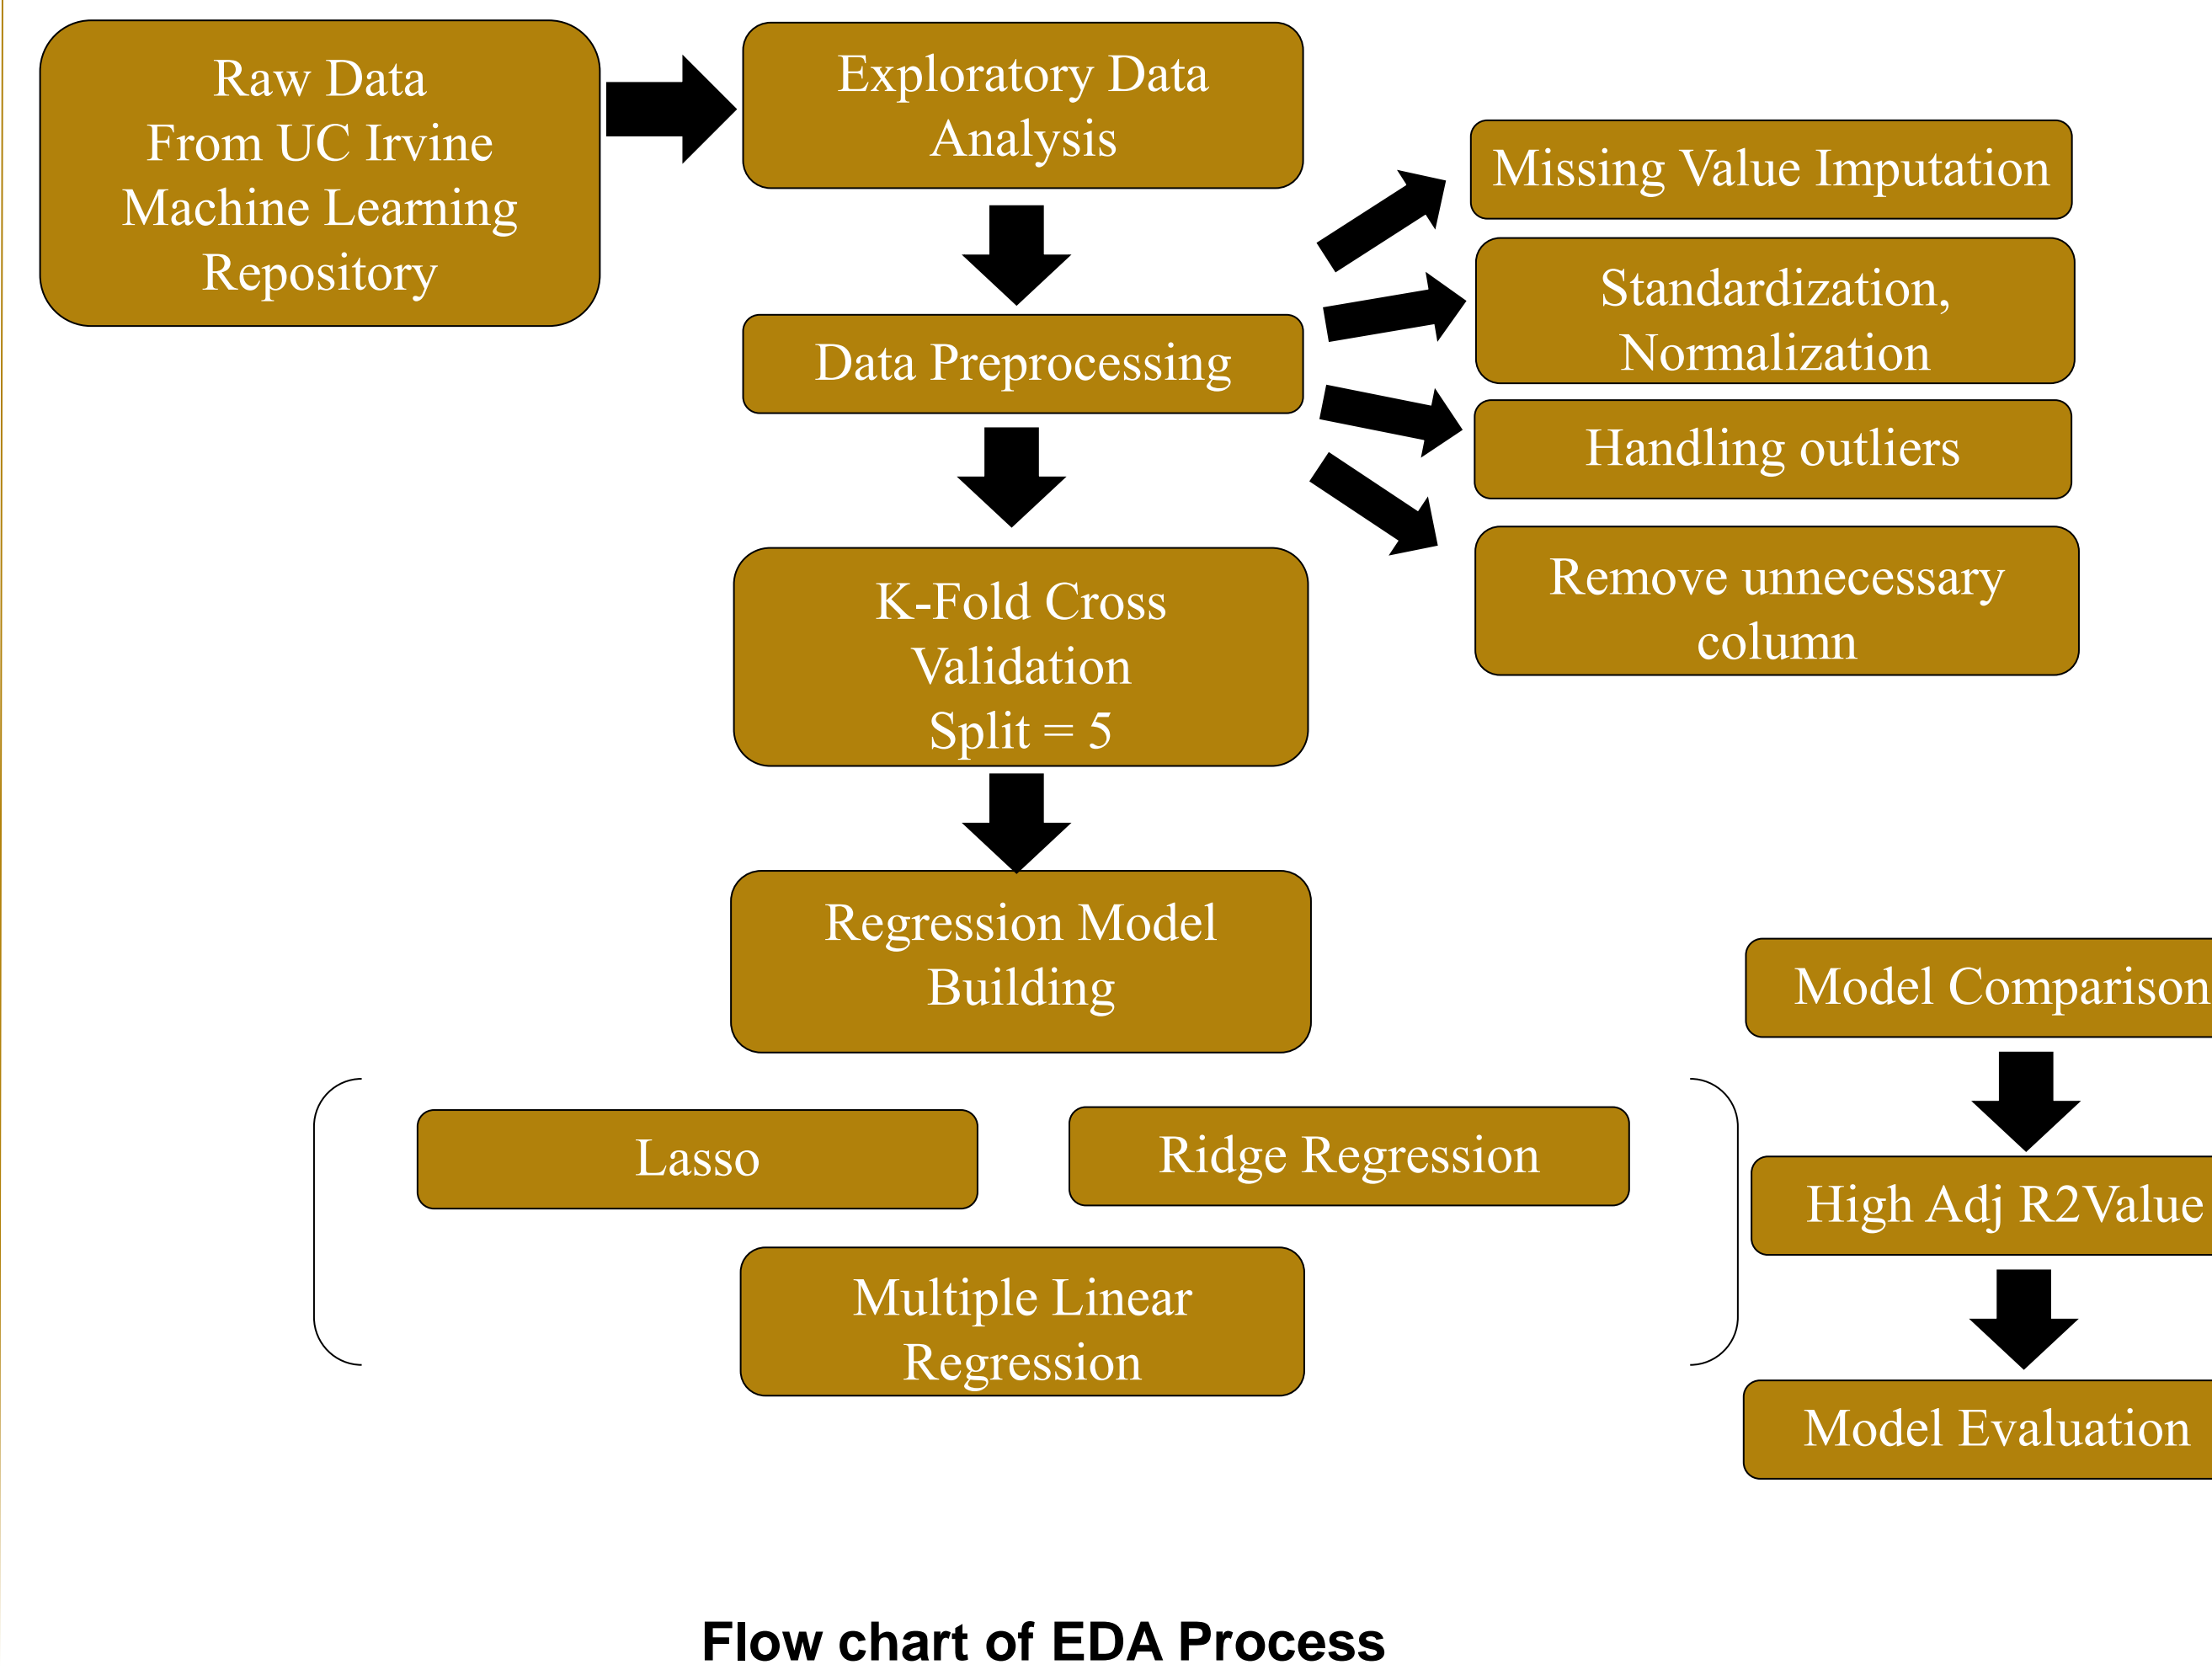 Raw Data
From UC Irvine
Machine Learning
Repository
Exploratory Data
Analysis
Data Preprocessing
Missing Value Imputation
Standardization,
Normalization
Handling outliers
Remove unnecessary
column
K-Fold Cross
Validation
Split = 5
Regression Model
Building
Lasso
Ridge Regression
Multiple Linear
Regression
Model Comparison
High Adj R2Value
Model Evaluation
Flow chart of EDA Process